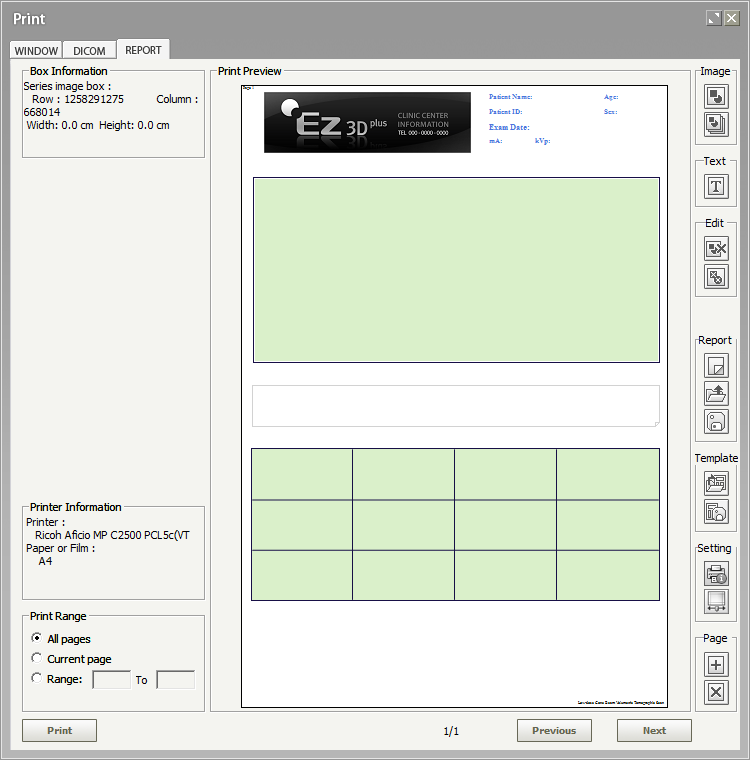 Print
WINDOW DICOM REPORT
Box Information
Series image box :
Row : 1258291275 Column :
668014
Width: 0.0 cm Height: 0.0 cm
Printer Information
Printer :
Ricoh Aficio MP C2500 PCL5c(VT
Paper or Film :
A4
Print Range
All pages
Current page
Range: To
Print
Print Preview
Page 1
Ez 3D plus
CLINIC CENTER
INFORMATION
TEL 000 - 0000 - 0000
Patient Name: Age:
Patient ID: Sex:
Exam Date:
mA: kVp:
1/1
Previous
Next
Image
Text
T
Edit
Report
Template
Setting
Page